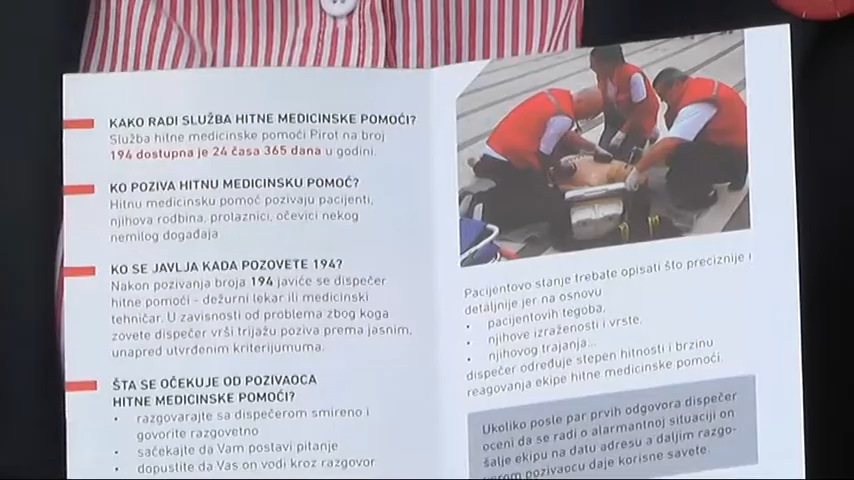 KAKO RADI SLUŽBA HITNE MEDICINSKE POMOĆI?
Služba hitne medicinske pomoći Pirot na broj
194 dostupna je 24 časa 365 dana u godini.
KO POZIVA HITNU MEDICINSKU POMOĆ?
Hitnu medicinsku pomoć pozivaju pacijenti,
njihova rodbina, prolaznici, očevici nekog
nemilog događaja
KO SE JAVLJA KADA POZOVETE 194?
Nakon pozivanja broja 194 javiće se dispečer
hitne pomoći - dežurni lekar ili medicinski
tehničar. U zavisnosti od problema zbog koga
zovete dispečer vrši trijažu poziva prema jasnim,
unapred utvrđenim kriterijumima.
ŠTA SE OČEKUJE OD POZIVAOCA
HITNE MEDICINSKE POMOĆI?
• razgovarajte sa dispečerom smireno i
govorite razgovetno
• sačekajte da Vam postavi pitanje
• dopustite da Vas on vodi kroz razgovor
Pacijentovo stanje trebate opisati što preciznije i
detaljnije jer na osnovu
• pacijentovih tegoba,
• njihove izraženosti i vrste,
• njihovog trajanja...
dispečer određuje stepen hitnosti i brzinu
reagovanja ekipe hitne medicinske pomoći.
Ukoliko posle par prvih odgovora dispečer
oceni da se radi o alarmantnoj situaciji on
šalje ekipu na datu adresu a daljim razgo-
vorom pozivaocu daje korisne savete.